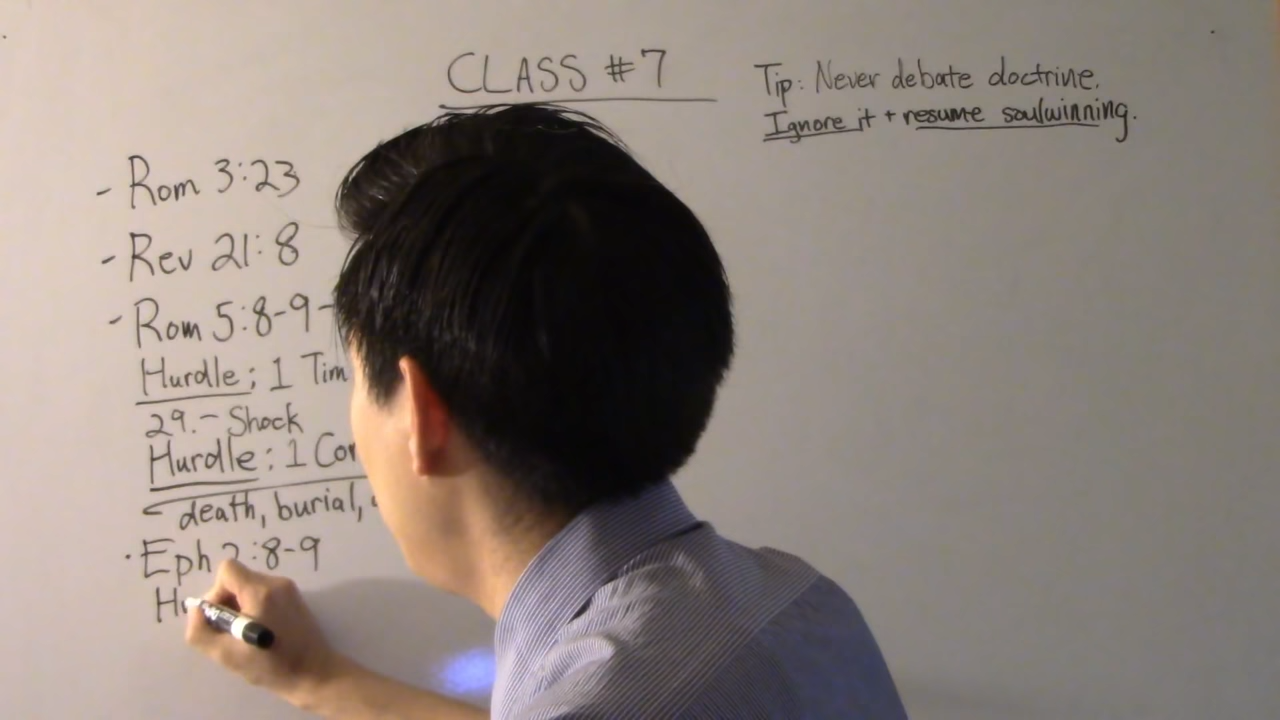 CLASS #7
Tip: Never debate doctrine.
Ignore it + resume soulwinning.
- Rom 3:23
- Rev 21:8
- Rom 5:8-9-
Hurdle: 1 Tim
29.- Shock
Hurdle: 1 Cor
death, burial,
· Eph 2:8-9